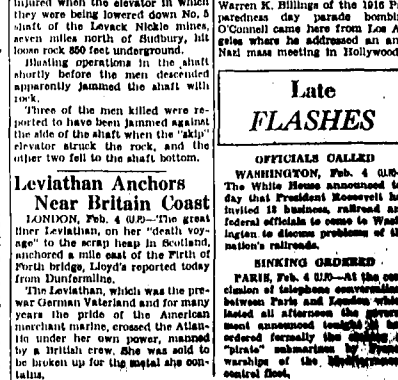 injured when the elevator in which
they were being lowered down No. 8
shaft of the Levack Nickle mines,
seven miles north of Sudbury, hit
loose rock 850 feet underground.
Blasting operations in the shaft
shortly before the men descended
apparently jammed the shaft with
rock.
Three of the men killed were re-
ported to have been jammed against
the side of the shaft when the "skip"
elevator struck the rock, and the
other two fell to the shaft bottom.
Leviathan Anchors
Near Britain Coast
LONDON, Feb. 4 (U.P.)—The great
liner Leviathan, on her "death voy-
age" to the scrap heap in Scotland,
anchored a mile east of the Firth of
Forth bridge, Lloyd's reported today
from Dunfermline.
The Leviathan, which was the pre-
war German Vaterland and for many
years the pride of the American
merchant marine, crossed the Atlan-
tic under her own power, manned
by a British crew. She was sold to
be broken up for the metal she con-
tains.
Warren K. Billings of the 1916
paredness day parade bombi
O'Connell came here from Los A
geles where he addressed an an
Nazi mass meeting in Hollywood
Late
FLASHES
OFFICIALS CALLED
WASHINGTON, Feb. 4 (U.P.)
The White House announced to
day that President Roosevelt
invited 12 business, railroad
federal officials to come to Wash
ington to discuss problems of
nation's railroads.
SINKING ORDERED
PARIS, Feb. 4 (U.P.)—At the con
clusion of telephone
between Paris and London
lasted all afternoon the
ment announced tonight
ordered formally the
"pirate" submarines by
warships of the
control fleet.